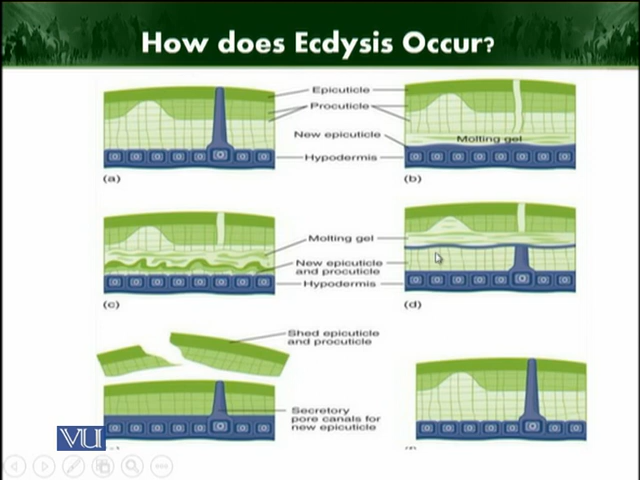 How does Ecdysis Occur?
Epicuticle
Procuticle
New epicuticle
Molting gel
Hypodermis
(a)
(b)
Molting gel
New epicuticle
and procuticle
Hypodermis
(c)
(d)
Shed epicuticle
and procuticle
Secretory
pore canals for
new epicuticle
VU